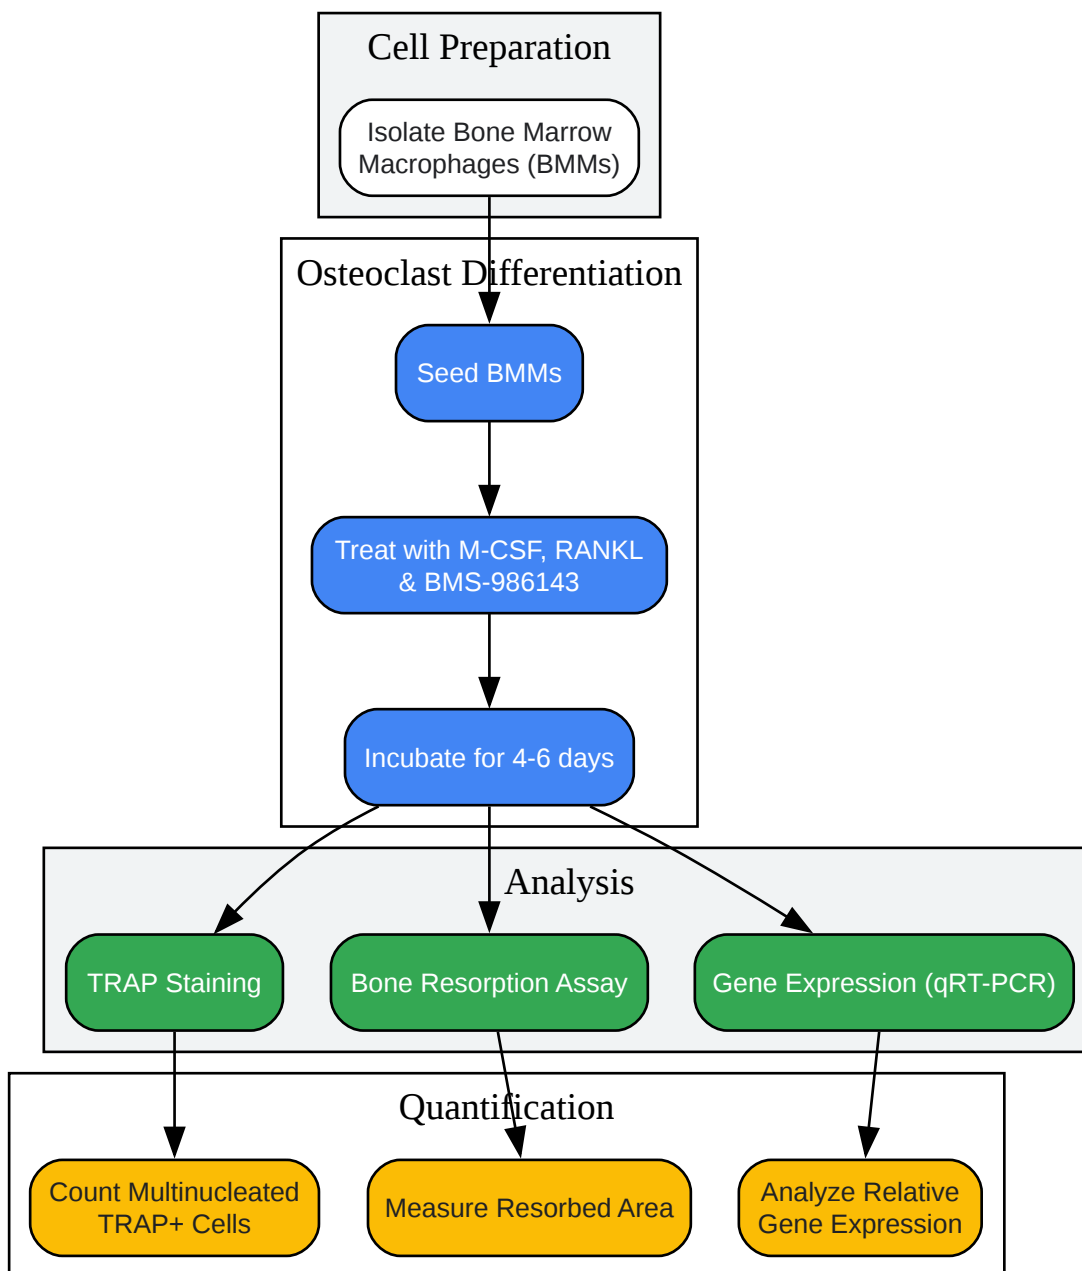 Cell Preparation
Isolate Bone Marrow
Macrophages (BMMs)
Osteoclast Differentiation
Seed BMMs
Treat with M-CSF, RANKL
& BMS-986143
Incubate for 4-6 days
Analysis
TRAP Staining
Bone Resorption Assay
Gene Expression (qRT-PCR)
Quantification
Count Multinucleated
TRAP+ Cells
Measure Resorbed Area
Analyze Relative
Gene Expression